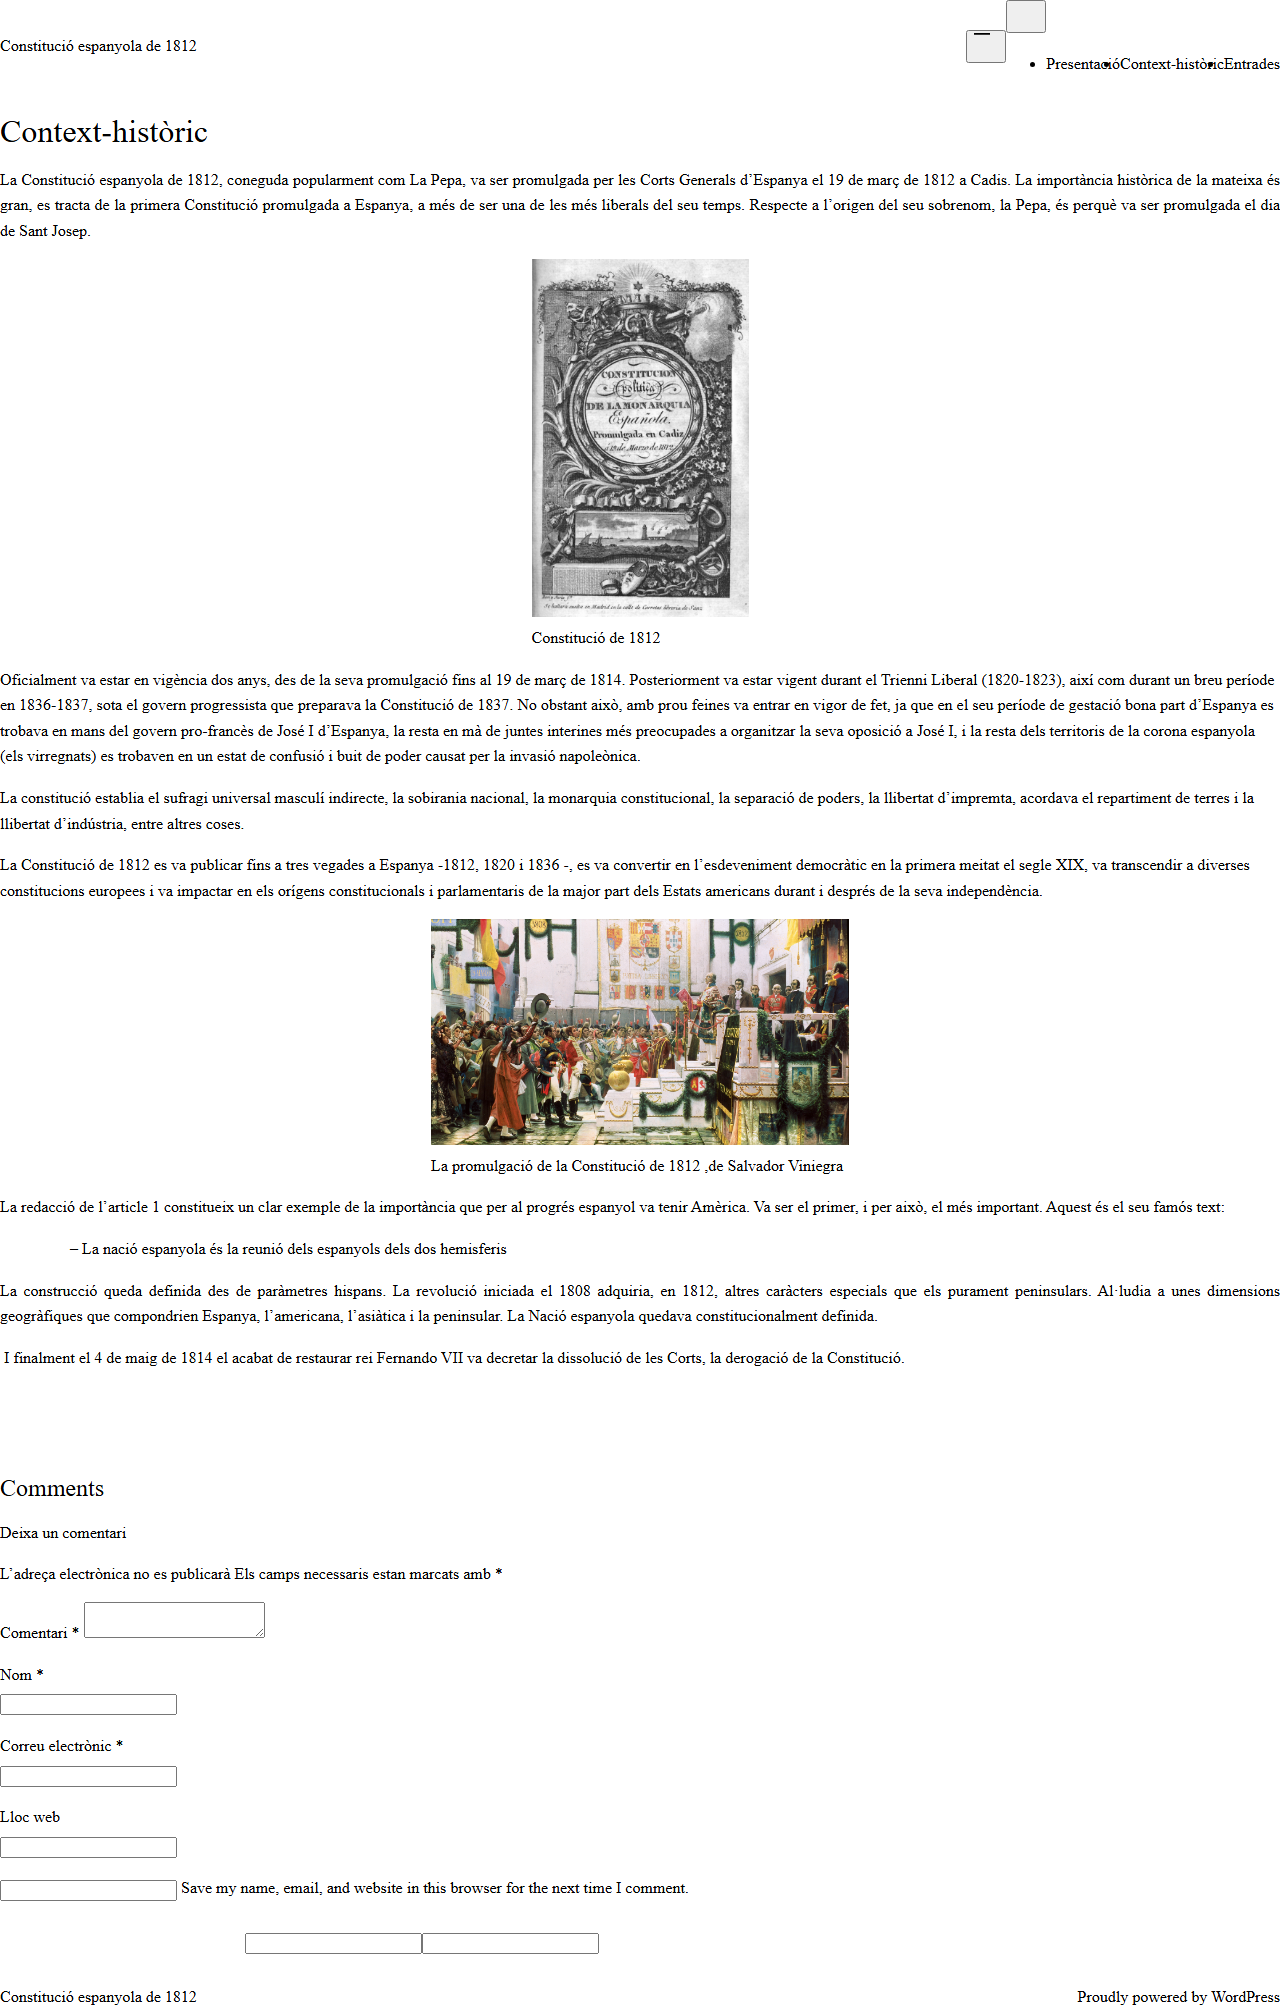 Constitució espanyola de 1812
Presentació
Context-històric
Entrades
Context-històric
La Constitució espanyola de 1812, coneguda popularment com La Pepa, va ser promulgada per les Corts Generals d’Espanya el 19 de març de 1812 a Cadis. La importància històrica de la mateixa és
gran, es tracta de la primera Constitució promulgada a Espanya, a més de ser una de les més liberals del seu temps. Respecte a l’origen del seu sobrenom, la Pepa, és perquè va ser promulgada el dia
de Sant Josep.
CONSTITUCION
politica
DE LA MONARQUIA
Española.
Promulgada en Cadiz
a 19 de Marzo de 1812
Constitució de 1812
Oficialment va estar en vigència dos anys, des de la seva promulgació fins al 19 de març de 1814. Posteriorment va estar vigent durant el Trienni Liberal (1820-1823), així com durant un breu període
en 1836-1837, sota el govern progressista que preparava la Constitució de 1837. No obstant això, amb prou feines va entrar en vigor de fet, ja que en el seu període de gestació bona part d’Espanya es
trobava en mans del govern pro-francès de José I d’Espanya, la resta en mà de juntes interines més preocupades a organitzar la seva oposició a José I, i la resta dels territoris de la corona espanyola
(els virregnats) es trobaven en un estat de confusió i buit de poder causat per la invasió napoleònica.
La constitució establia el sufragi universal masculí indirecte, la sobirania nacional, la monarquia constitucional, la separació de poders, la llibertat d’impremta, acordava el repartiment de terres i la
llibertat d’indústria, entre altres coses.
La Constitució de 1812 es va publicar fins a tres vegades a Espanya -1812, 1820 i 1836 -, es va convertir en l’esdeveniment democràtic en la primera meitat el segle XIX, va transcendir a diverses
constitucions europees i va impactar en els orígens constitucionals i parlamentaris de la major part dels Estats americans durant i després de la seva independència.
La promulgació de la Constitució de 1812 ,de Salvador Viniegra
La redacció de l’article 1 constitueix un clar exemple de la importància que per al progrés espanyol va tenir Amèrica. Va ser el primer, i per això, el més important. Aquest és el seu famós text:
– La nació espanyola és la reunió dels espanyols dels dos hemisferis
La construcció queda definida des de paràmetres hispans. La revolució iniciada el 1808 adquiria, en 1812, altres caràcters especials que els purament peninsulars. Al·ludia a unes dimensions
geogràfiques que compondrien Espanya, l’americana, l’asiàtica i la peninsular. La Nació espanyola quedava constitucionalment definida.
I finalment el 4 de maig de 1814 el acabat de restaurar rei Fernando VII va decretar la dissolució de les Corts, la derogació de la Constitució.
Comments
Deixa un comentari
L’adreça electrònica no es publicarà Els camps necessaris estan marcats amb *
Comentari *
Nom *
Correu electrònic *
Lloc web
Save my name, email, and website in this browser for the next time I comment.
Constitució espanyola de 1812
Proudly powered by WordPress